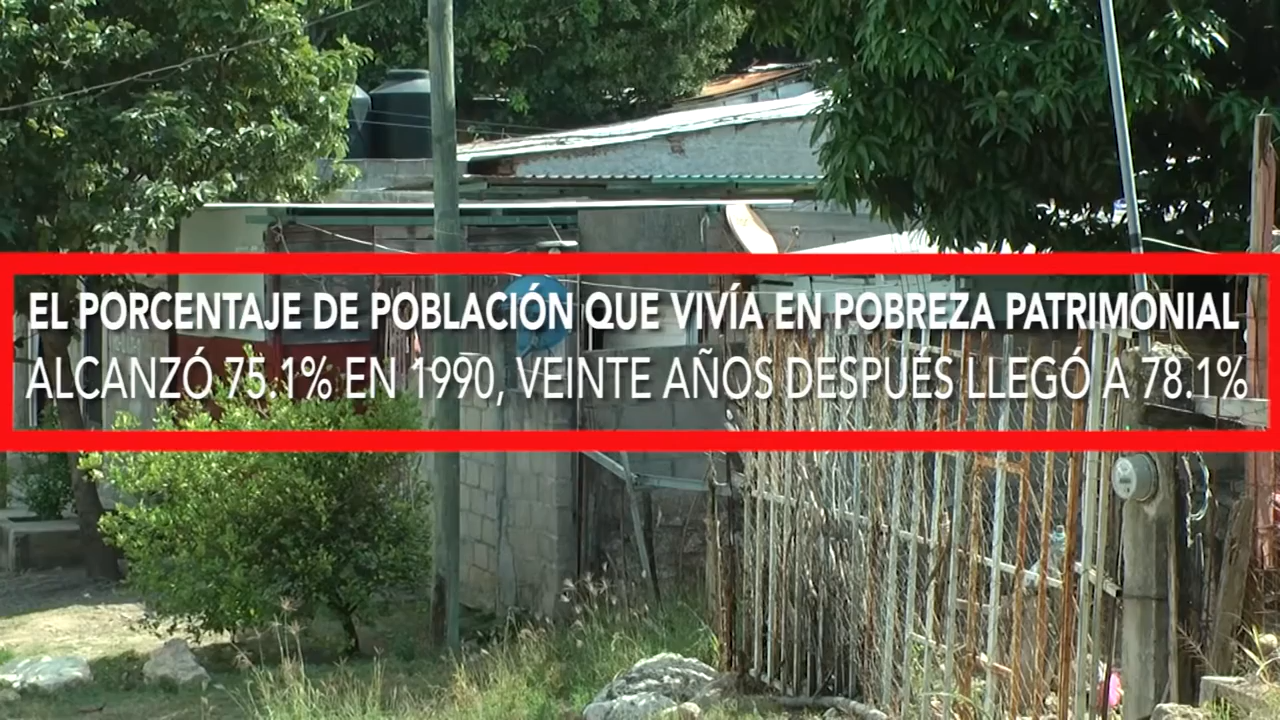 EL PORCENTAJE DE POBLACIÓN QUE VIVÍA EN POBREZA PATRIMONIAL,
ALCANZÓ 75.1% EN 1990, VEINTE AÑOS DESPUÉS LLEGÓ A 78.1%